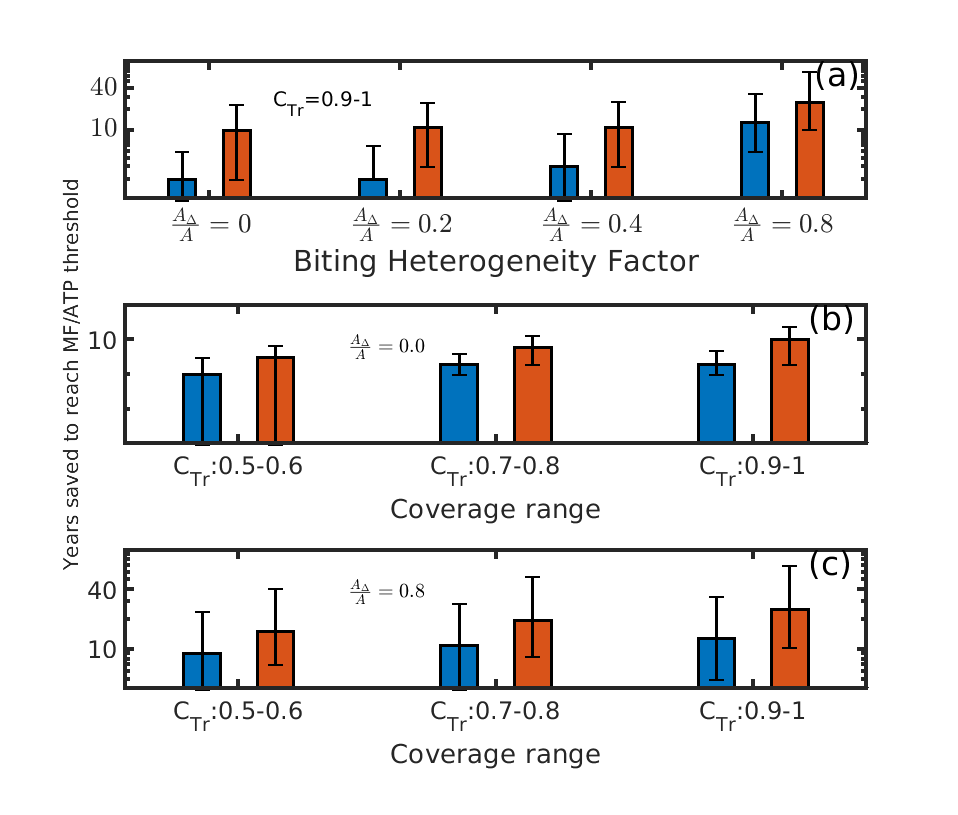 Years saved to reach MF/ATP threshold
(a)
40
10
C_Tr=0.9-1
A_Δ/A = 0 A_Δ/A = 0.2 A_Δ/A = 0.4 A_Δ/A = 0.8
Biting Heterogeneity Factor
(b)
10
A_Δ/A = 0.0
C_Tr:0.5-0.6 C_Tr:0.7-0.8 C_Tr:0.9-1
Coverage range
(c)
40
10
A_Δ/A = 0.8
C_Tr:0.5-0.6 C_Tr:0.7-0.8 C_Tr:0.9-1
Coverage range